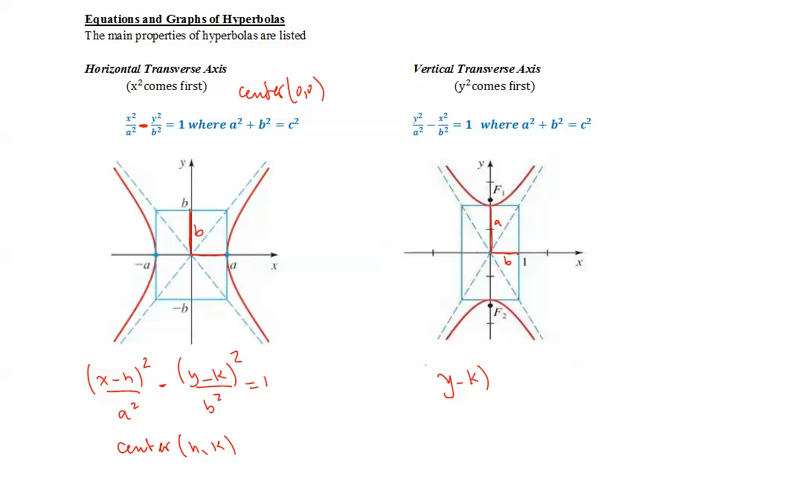 Equations and Graphs of Hyperbolas
The main properties of hyperbolas are listed
Horizontal Transverse Axis
(x² comes first)
center (0,0)
x²/a² - y²/b² = 1 where a² + b² = c²
y
b
b
-a
a
x
-b
(x-h)²/a² - (y-k)²/b² = 1
center (h,k)
Vertical Transverse Axis
(y² comes first)
y²/a² - x²/b² = 1 where a² + b² = c²
y
F₁
a
b
1
x
F₂
y-k)